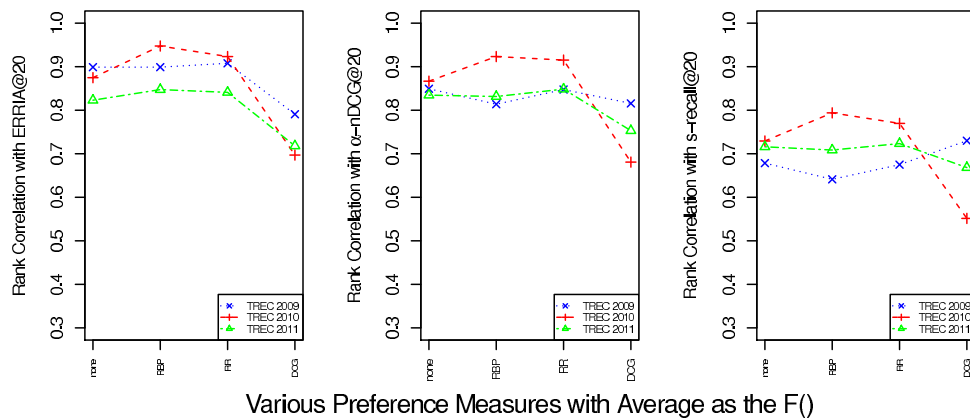 Rank Correlation with ERRIA@20
1.0
0.9
0.8
0.7
0.6
0.5
0.4
0.3
none
RBP
RR
DCG
TREC 2009
TREC 2010
TREC 2011
Rank Correlation with α−nDCG@20
1.0
0.9
0.8
0.7
0.6
0.5
0.4
0.3
none
RBP
RR
DCG
TREC 2009
TREC 2010
TREC 2011
Rank Correlation with s−recall@20
1.0
0.9
0.8
0.7
0.6
0.5
0.4
0.3
none
RBP
RR
DCG
TREC 2009
TREC 2010
TREC 2011
Various Preference Measures with Average as the F()